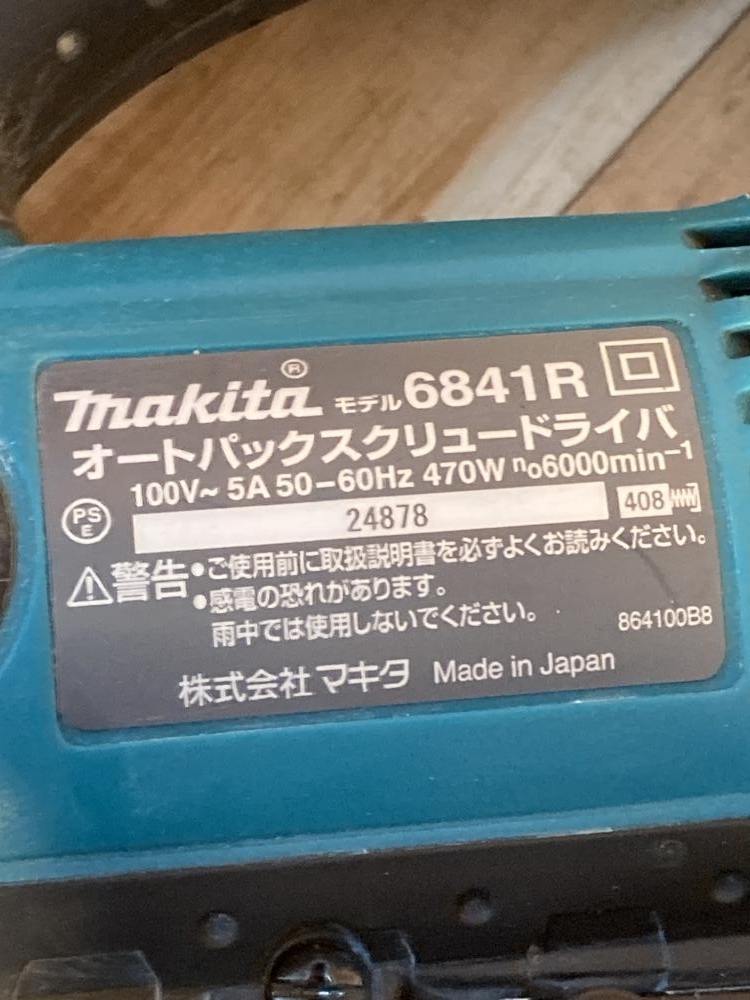 makita® モデル 6841R
オートパックスクリュードライバ
100V~ 5A 50-60Hz 470W n₀6000min⁻¹
PSE 24878 408
⚠警告 •ご使用前に取扱説明書を必ずよくお読みください。
•感電の恐れがあります。
雨中では使用しないでください。
864100B8
株式会社マキタ Made in Japan